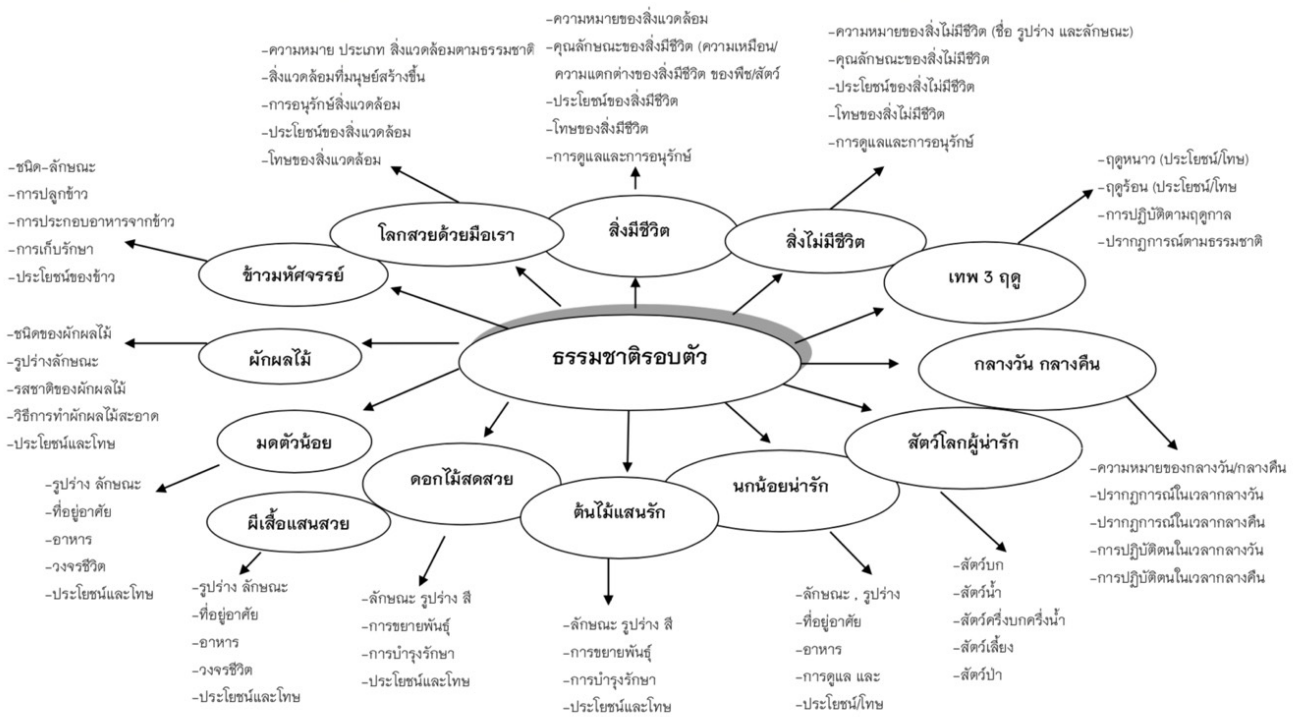 -ความหมาย ประเภท สิ่งแวดล้อมตามธรรมชาติ
-สิ่งแวดล้อมที่มนุษย์สร้างขึ้น
-การอนุรักษ์สิ่งแวดล้อม
-ประโยชน์ของสิ่งแวดล้อม
-โทษของสิ่งแวดล้อม
-ความหมายของสิ่งแวดล้อม
-คุณลักษณะของสิ่งมีชีวิต (ความเหมือน/
ความแตกต่างของสิ่งมีชีวิต ของพืช/สัตว์
-ประโยชน์ของสิ่งมีชีวิต
-โทษของสิ่งมีชีวิต
-การดูแลและการอนุรักษ์
-ความหมายของสิ่งไม่มีชีวิต (ชื่อ รูปร่าง และลักษณะ)
-คุณลักษณะของสิ่งไม่มีชีวิต
-ประโยชน์ของสิ่งไม่มีชีวิต
-โทษของสิ่งไม่มีชีวิต
-การดูแลและการอนุรักษ์
-ฤดูหนาว (ประโยชน์/โทษ)
-ฤดูร้อน (ประโยชน์/โทษ
-การปฏิบัติตามฤดูกาล
-ปรากฏการณ์ตามธรรมชาติ
-ชนิด-ลักษณะ
-การปลูกข้าว
-การประกอบอาหารจากข้าว
-การเก็บรักษา
-ประโยชน์ของข้าว
โลกสวยด้วยมือเรา
สิ่งมีชีวิต
สิ่งไม่มีชีวิต
ข้าวมหัศจรรย์
เทพ 3 ฤดู
-ชนิดของผักผลไม้
-รูปร่างลักษณะ
-รสชาติของผักผลไม้
-วิธีการทำผักผลไม้สะอาด
-ประโยชน์และโทษ
ผักผลไม้
ธรรมชาติรอบตัว
กลางวัน กลางคืน
มดตัวน้อย
ดอกไม้สดสวย
นกน้อยน่ารัก
สัตว์โลกผู้น่ารัก
ผีเสื้อแสนสวย
ต้นไม้แสนรัก
-รูปร่าง ลักษณะ
-ที่อยู่อาศัย
-อาหาร
-วงจรชีวิต
-ประโยชน์และโทษ
-รูปร่าง ลักษณะ
-ที่อยู่อาศัย
-อาหาร
-วงจรชีวิต
-ประโยชน์และโทษ
-ลักษณะ รูปร่าง สี
-การขยายพันธุ์
-การบำรุงรักษา
-ประโยชน์และโทษ
-ลักษณะ รูปร่าง สี
-การขยายพันธุ์
-การบำรุงรักษา
-ประโยชน์และโทษ
-ลักษณะ , รูปร่าง
-ที่อยู่อาศัย
-อาหาร
-การดูแล และ
-ประโยชน์/โทษ
-สัตว์บก
-สัตว์น้ำ
-สัตว์ครึ่งบกครึ่งน้ำ
-สัตว์เลี้ยง
-สัตว์ป่า
-ความหมายของกลางวัน/กลางคืน
-ปรากฏการณ์ในเวลากลางวัน
-ปรากฏการณ์ในเวลากลางคืน
-การปฏิบัติตนในเวลากลางวัน
-การปฏิบัติตนในเวลากลางคืน